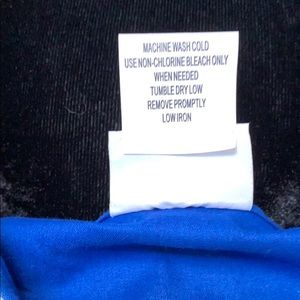 MACHINE WASH COLD
USE NON-CHLORINE BLEACH ONLY
WHEN NEEDED
TUMBLE DRY LOW
REMOVE PROMPTLY
LOW IRON